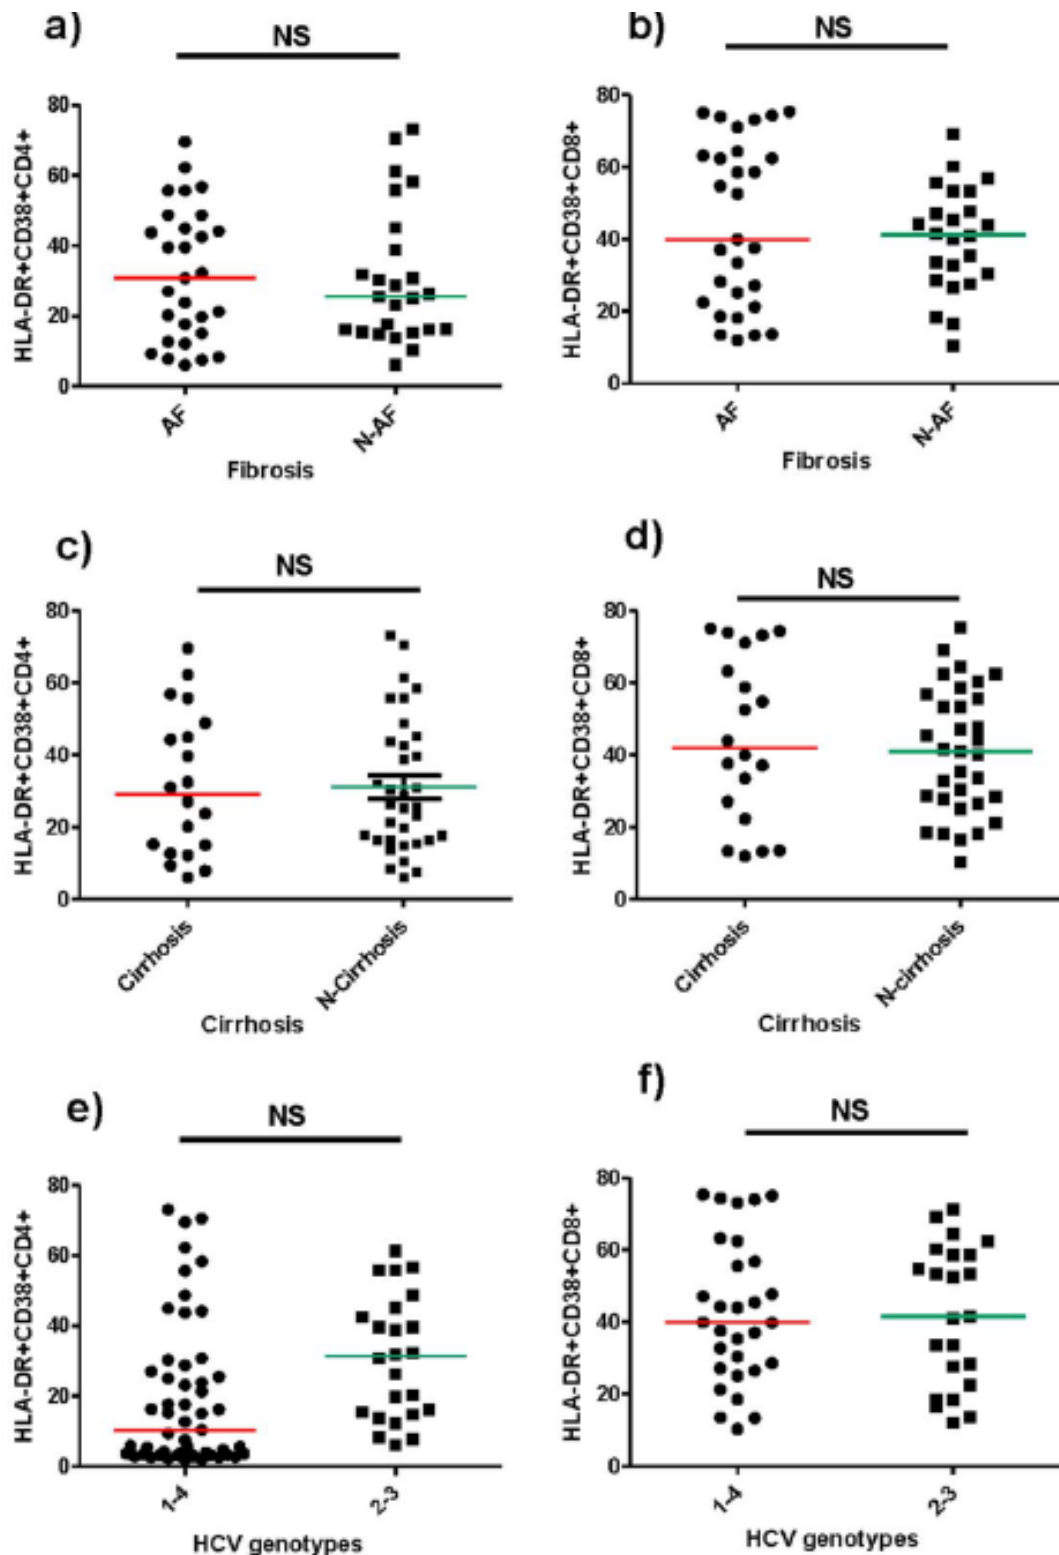 a)
NS
HLA-DR+CD38+CD4+
80
60
40
20
0
AF
N-AF
Fibrosis
b)
NS
HLA-DR+CD38+CD8+
80
60
40
20
0
AF
N-AF
Fibrosis
c)
NS
HLA-DR+CD38+CD4+
80
60
40
20
0
Cirrhosis
N-Cirrhosis
Cirrhosis
d)
NS
HLA-DR+CD38+CD8+
80
60
40
20
0
Cirrhosis
N-cirrhosis
Cirrhosis
e)
NS
HLA-DR+CD38+CD4+
80
60
40
20
0
1-4
2-3
HCV genotypes
f)
NS
HLA-DR+CD38+CD8+
80
60
40
20
0
1-4
2-3
HCV genotypes